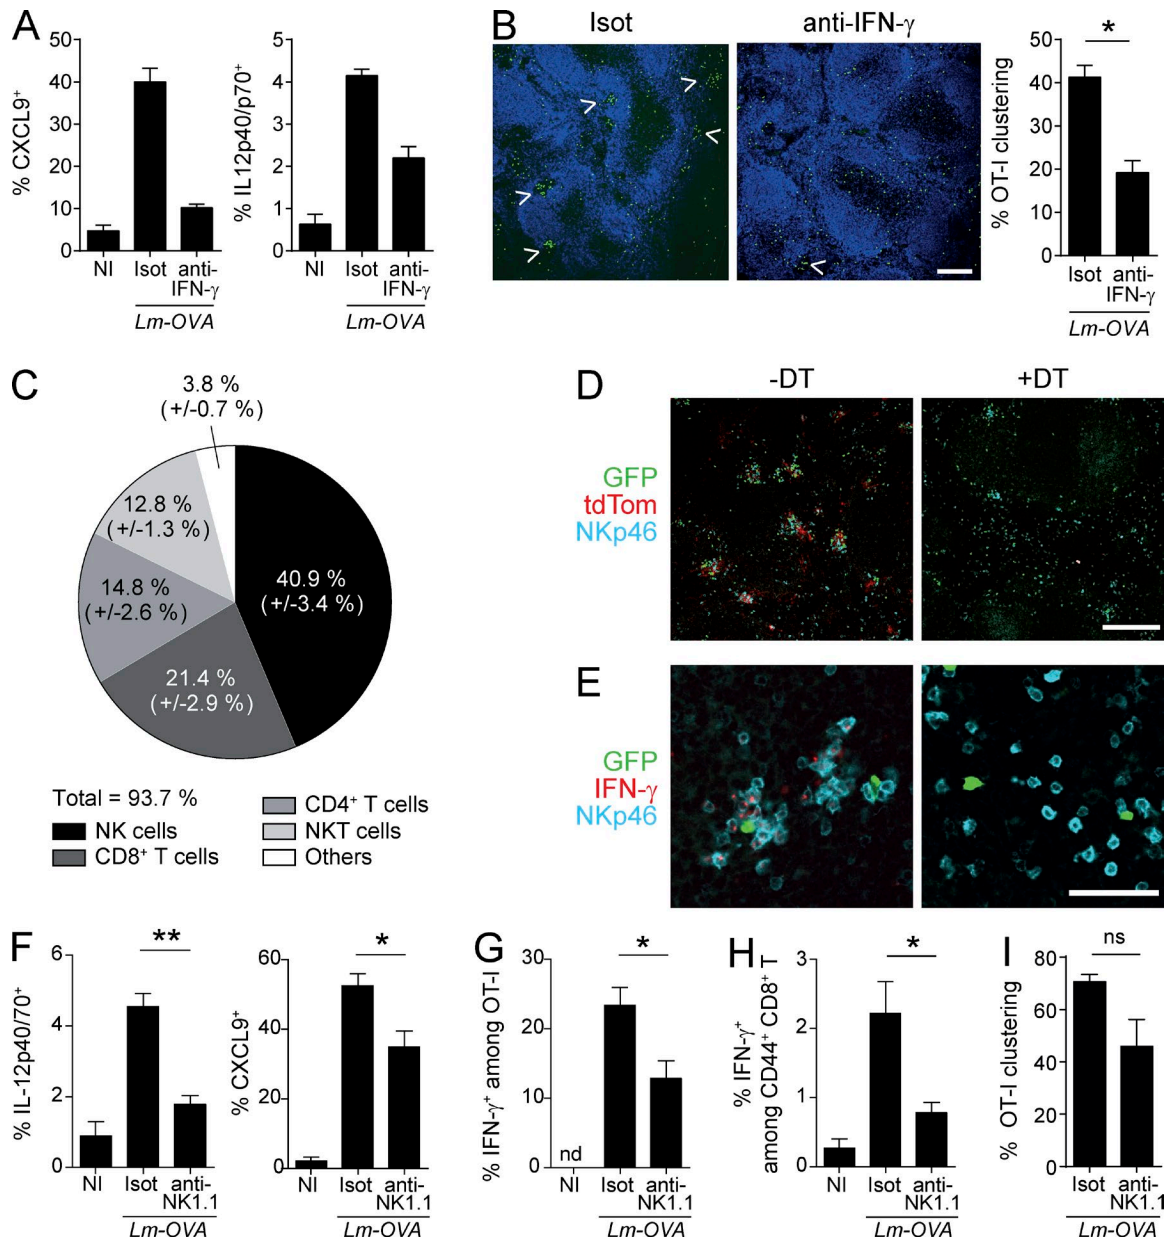 A
% CXCL9⁺
50
40
30
20
10
0
NI
Isot
anti-
IFN-γ
Lm-OVA
% IL12p40/p70⁺
5
4
3
2
1
0
NI
Isot
anti-
IFN-γ
Lm-OVA
B
Isot
anti-IFN-γ
% OT-I clustering
50
40
30
20
10
0
*
Isot
anti-
IFN-γ
Lm-OVA
C
3.8 %
(+/-0.7 %)
12.8 %
(+/-1.3 %)
14.8 %
(+/-2.6 %)
40.9 %
(+/-3.4 %)
21.4 %
(+/-2.9 %)
Total = 93.7 %
NK cells
CD8⁺ T cells
CD4⁺ T cells
NKT cells
Others
D
-DT
+DT
GFP
tdTom
NKp46
E
GFP
IFN-γ
NKp46
F
% IL-12p40/70⁺
6
4
2
0
**
NI
Isot
anti-
NK1.1
Lm-OVA
% CXCL9⁺
60
40
20
0
*
NI
Isot
anti-
NK1.1
Lm-OVA
G
% IFN-γ⁺ among OT-I
30
20
10
0
*
nd
NI
Isot
anti-
NK1.1
Lm-OVA
H
% IFN-γ⁺
among CD44⁺ CD8⁺ T
3
2
1
0
*
NI
Isot
anti-
NK1.1
Lm-OVA
I
% OT-I clustering
80
60
40
20
0
ns
Isot
anti-
NK1.1
Lm-OVA